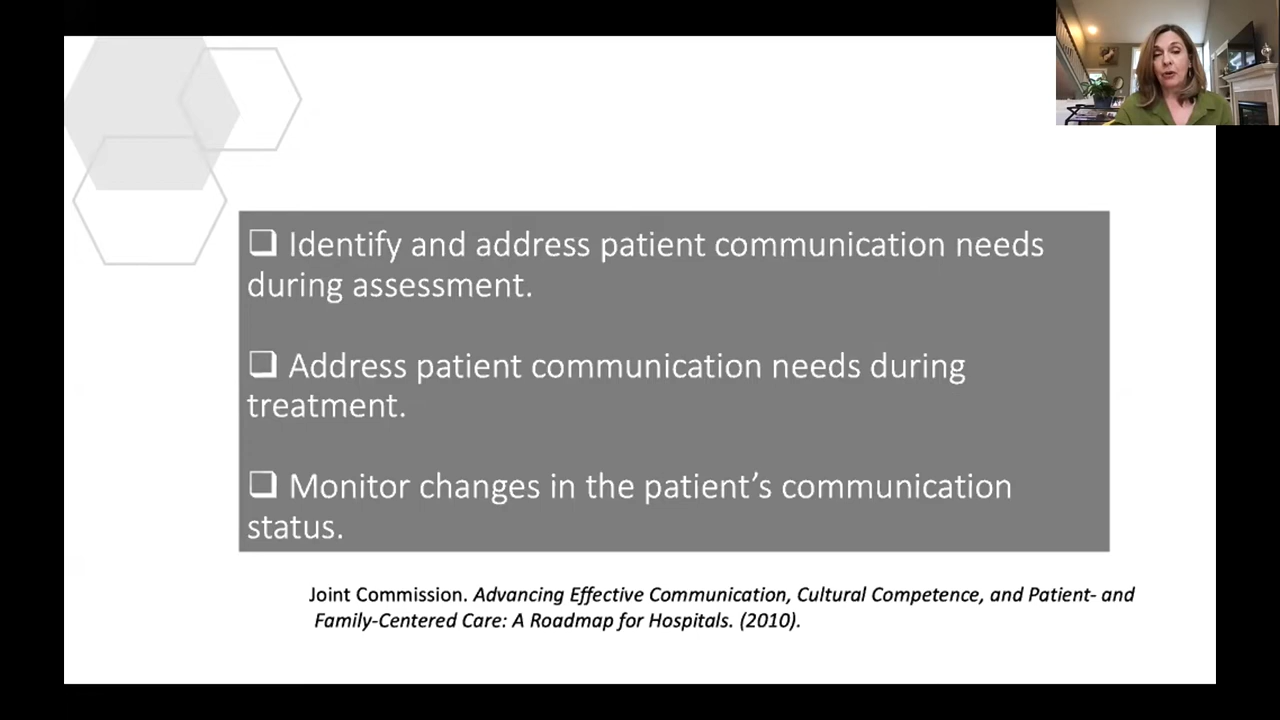 ❑ Identify and address patient communication needs
during assessment.
❑ Address patient communication needs during
treatment.
❑ Monitor changes in the patient’s communication
status.
Joint Commission. Advancing Effective Communication, Cultural Competence, and Patient- and
Family-Centered Care: A Roadmap for Hospitals. (2010).